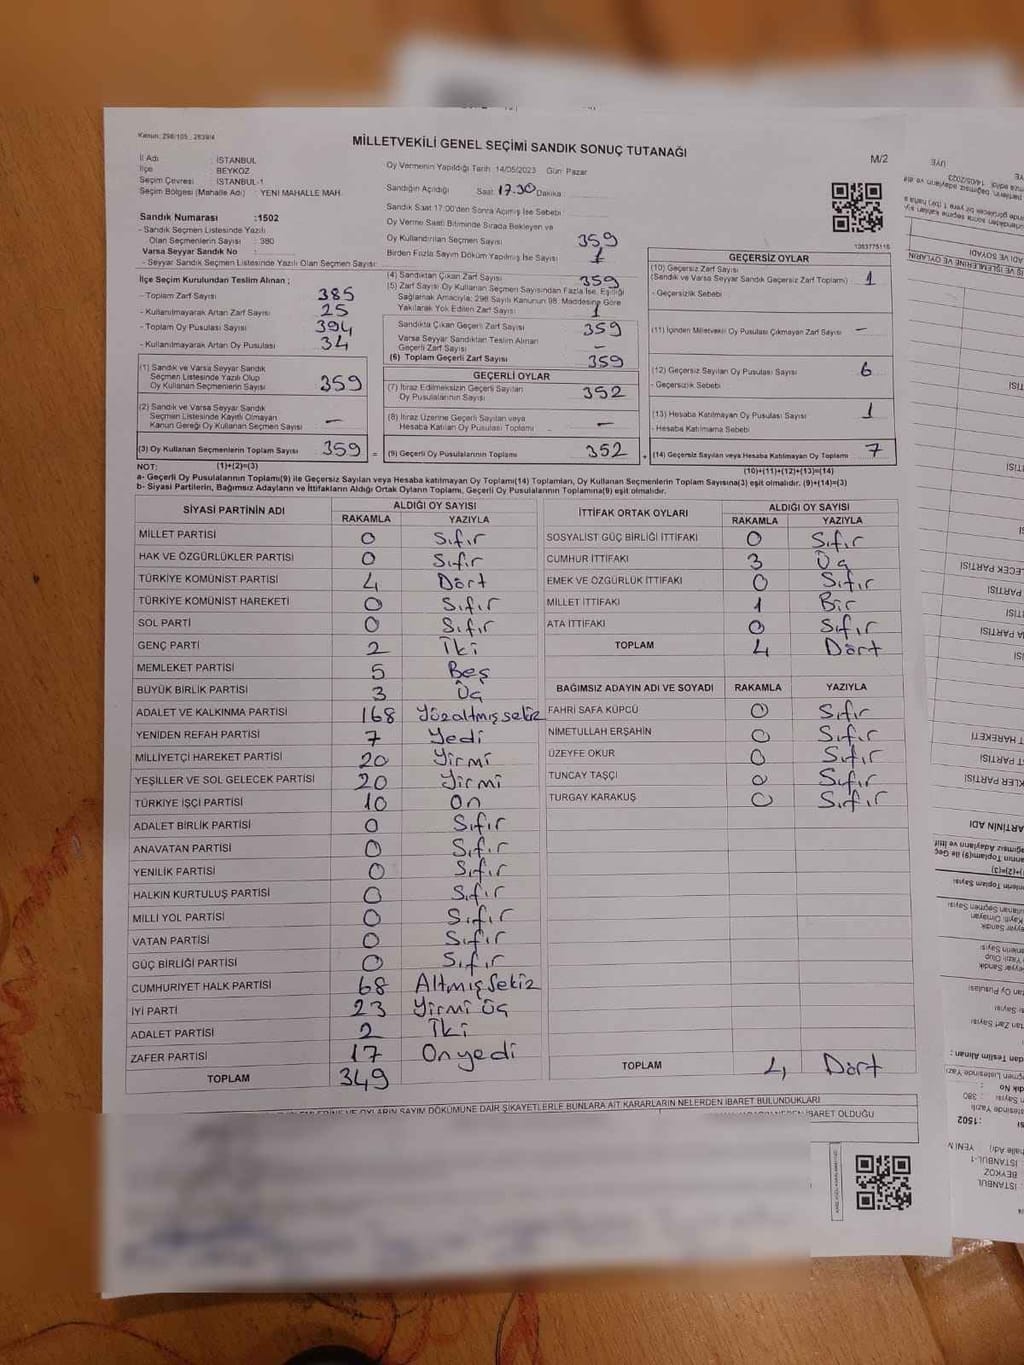 Kanun: 298/105, 2839/4
MİLLETVEKİLİ GENEL SEÇİMİ SANDIK SONUÇ TUTANAĞI
M/2
İl Adı : İSTANBUL
İlçe : BEYKOZ
Seçim Çevresi : İSTANBUL-1
Seçim Bölgesi (Mahalle Adı) : YENİ MAHALLE MAH.
Oy Vermenin Yapıldığı Tarih 14/05/2023 Gün: Pazar
Sandığın Açıldığı Saat 17.30 Dakika
Sandık Saat 17:00'den Sonra Açılmış İse Sebebi
Sandık Numarası :1502
- Sandık Seçmen Listesinde Yazılı
Olan Seçmenlerin Sayısı : 380
Varsa Seyyar Sandık No :
- Seyyar Sandık Seçmen Listesinde Yazılı Olan Seçmen Sayısı
Oy Verme Saati Bitiminde Sırada Bekleyen ve
Oy Kullandırılan Seçmen Sayısı 359
Birden Fazla Sayım Döküm Yapılmış İse Sayısı 1
1363775116
İlçe Seçim Kurulundan Teslim Alınan ;
- Toplam Zarf Sayısı 385
- Kullanılmayarak Artan Zarf Sayısı 25
- Toplam Oy Pusulası Sayısı 394
- Kullanılmayarak Artan Oy Pusulası 34
(1) Sandık ve Varsa Seyyar Sandık
Seçmen Listesinde Yazılı Olup
Oy Kullanan Seçmenlerin Sayısı 359
(2) Sandık ve Varsa Seyyar Sandık
Seçmen Listesinde Kayıtlı Olmayan
Kanun Gereği Oy Kullanan Seçmen Sayısı –
(3) Oy Kullanan Seçmenlerin Toplam Sayısı 359 =
(4) Sandıktan Çıkan Zarf Sayısı 359
(5) Zarf Sayısı Oy Kullanan Seçmen Sayısından Fazla İse, Eşitliği
Sağlamak Amacıyla; 298 Sayılı Kanunun 98. Maddesine Göre
Yakılarak Yok Edilen Zarf Sayısı 1
Sandıkta Çıkan Geçerli Zarf Sayısı 359
Varsa Seyyar Sandıktan Teslim Alınan
Geçerli Zarf Sayısı –
(6) Toplam Geçerli Zarf Sayısı 359
GEÇERLİ OYLAR
(7) İtiraz Edilmeksizin Geçerli Sayılan
Oy Pusulalarının Sayısı 352
(8) İtiraz Üzerine Geçerli Sayılan veya
Hesaba Katılan Oy Pusulası Toplamı –
(9) Geçerli Oy Pusulalarının Toplamı 352 +
GEÇERSİZ OYLAR
(10) Geçersiz Zarf Sayısı
(Sandık ve Varsa Seyyar Sandık Geçersiz Zarf Toplamı) 1
- Geçersizlik Sebebi
(11) İçinden Milletvekili Oy Pusulası Çıkmayan Zarf Sayısı –
(12) Geçersiz Sayılan Oy Pusulası Sayısı 6
- Geçersizlik Sebebi
(13) Hesaba Katılmayan Oy Pusulası Sayısı 1
- Hesaba Katılmama Sebebi
(14) Geçersiz Sayılan veya Hesaba Katılmayan Oy Toplamı 7
NOT: (1)+(2)=(3) (10)+(11)+(12)+(13)=(14)
a- Geçerli Oy Pusulaları Toplamı(9) ile Geçersiz Sayılan veya Hesaba katılmayan Oy Toplamı(14) Toplamları, Oy Kullanan Seçmenlerin Toplam Sayısına(3) eşit olmalıdır. (9)+(14)=(3)
b- Siyasi Partilerin, Bağımsız Adayların ve İttifakların Aldığı Ortak Oyların Toplamı, Geçerli Oy Pusulalarının Toplamına(9) eşit olmalıdır.
SİYASİ PARTİNİN ADI ALDIĞI OY SAYISI
RAKAMLA YAZIYLA
MİLLET PARTİSİ 0 Sıfır
HAK VE ÖZGÜRLÜKLER PARTİSİ 0 Sıfır
TÜRKİYE KOMÜNİST PARTİSİ 4 Dört
TÜRKİYE KOMÜNİST HAREKETİ 0 Sıfır
SOL PARTİ 0 Sıfır
GENÇ PARTİ 2 İki
MEMLEKET PARTİSİ 5 Beş
BÜYÜK BİRLİK PARTİSİ 3 Üç
ADALET VE KALKINMA PARTİSİ 168 Yüzaltmışsekiz
YENİDEN REFAH PARTİSİ 7 Yedi
MİLLİYETÇİ HAREKET PARTİSİ 20 Yirmi
YEŞİLLER VE SOL GELECEK PARTİSİ 20 Yirmi
TÜRKİYE İŞÇİ PARTİSİ 10 On
ADALET BİRLİK PARTİSİ 0 Sıfır
ANAVATAN PARTİSİ 0 Sıfır
YENİLİK PARTİSİ 0 Sıfır
HALKIN KURTULUŞ PARTİSİ 0 Sıfır
MİLLİ YOL PARTİSİ 0 Sıfır
VATAN PARTİSİ 0 Sıfır
GÜÇ BİRLİĞİ PARTİSİ 0 Sıfır
CUMHURİYET HALK PARTİSİ 68 Altmışsekiz
İYİ PARTİ 23 Yirmi üç
ADALET PARTİSİ 2 İki
ZAFER PARTİSİ 17 Onyedi
TOPLAM 349
İTTİFAK ORTAK OYLARI ALDIĞI OY SAYISI
RAKAMLA YAZIYLA
SOSYALİST GÜÇ BİRLİĞİ İTTİFAKI 0 Sıfır
CUMHUR İTTİFAKI 3 Üç
EMEK VE ÖZGÜRLÜK İTTİFAKI 0 Sıfır
MİLLET İTTİFAKI 1 Bir
ATA İTTİFAKI 0 Sıfır
TOPLAM 4 Dört
BAĞIMSIZ ADAYIN ADI VE SOYADI RAKAMLA YAZIYLA
FAHRİ SAFA KÜPCÜ 0 Sıfır
NİMETULLAH ERŞAHİN 0 Sıfır
ÜZEYFE OKUR 0 Sıfır
TUNCAY TAŞÇI 0 Sıfır
TURGAY KARAKUŞ 0 Sıfır
TOPLAM 4 Dört
OYLARIN SAYIM DÖKÜMÜNE DAİR ŞİKAYETLERLE BUNLARA AİT KARARLARIN NELERDEN İBARET BULUNDUKLARI
İBARET OLDUĞU